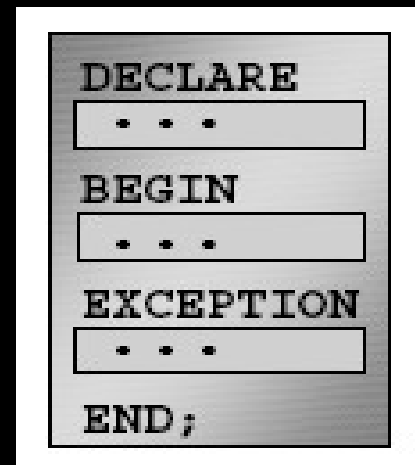 DECLARE
...
BEGIN
...
EXCEPTION
...
END;